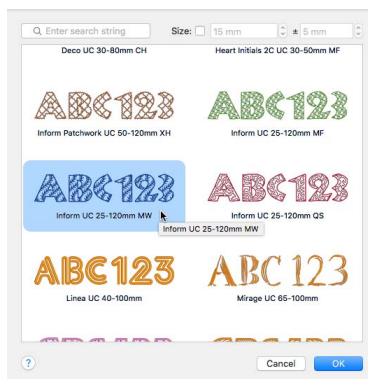 Enter search string Size: 15 mm ± 5 mm
Deco UC 30-80mm CH Heart Initials 2C UC 30-50mm MF
ABC123 ABC123
Inform Patchwork UC 50-120mm XH Inform UC 25-120mm MF
ABC123 ABC123
Inform UC 25-120mm MW Inform UC 25-120mm QS
Inform UC 25-120mm MW
ABC123 ABC 123
Linea UC 40-100mm Mirage UC 65-100mm
? Cancel OK